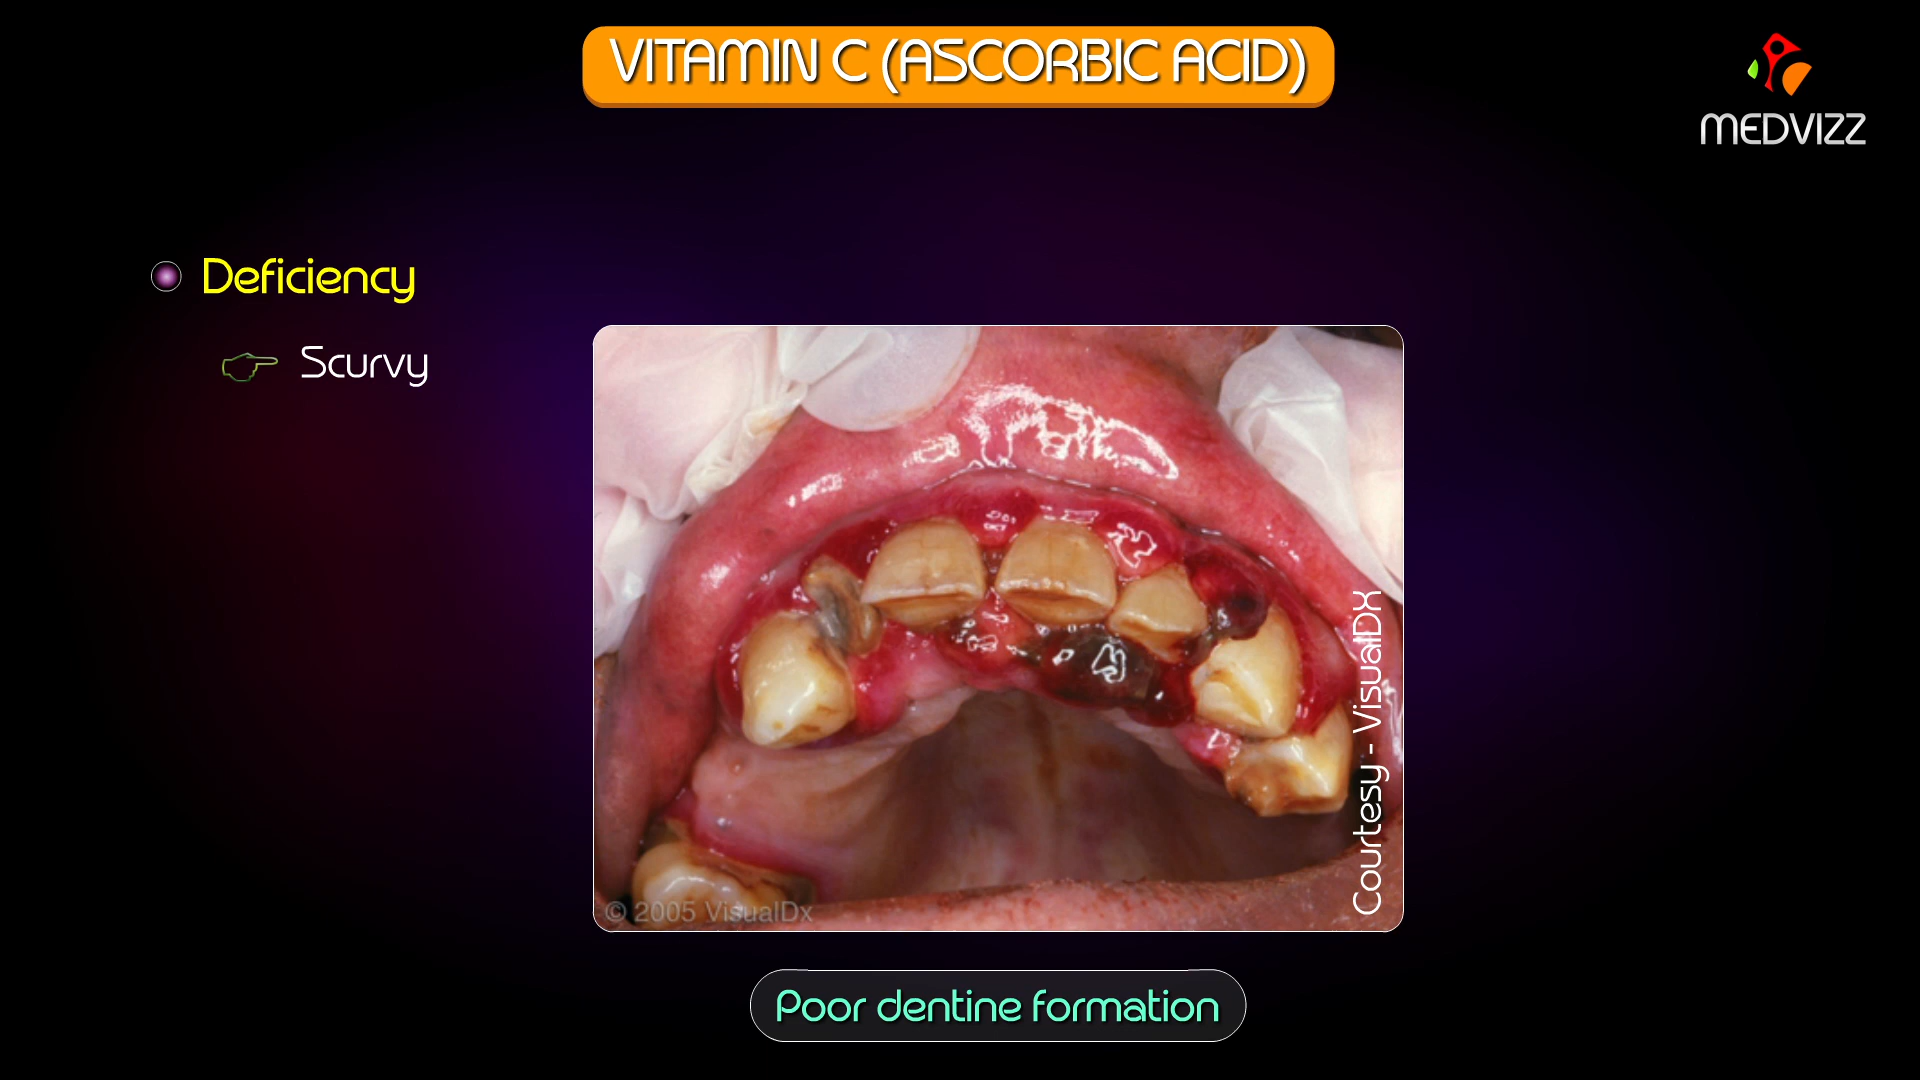 VITAMIN C (ASCORBIC ACID)
MEDVIZZ
Deficiency
Scurvy
Courtesy - VisualDX
© 2005 VisualDx
Poor dentine formation